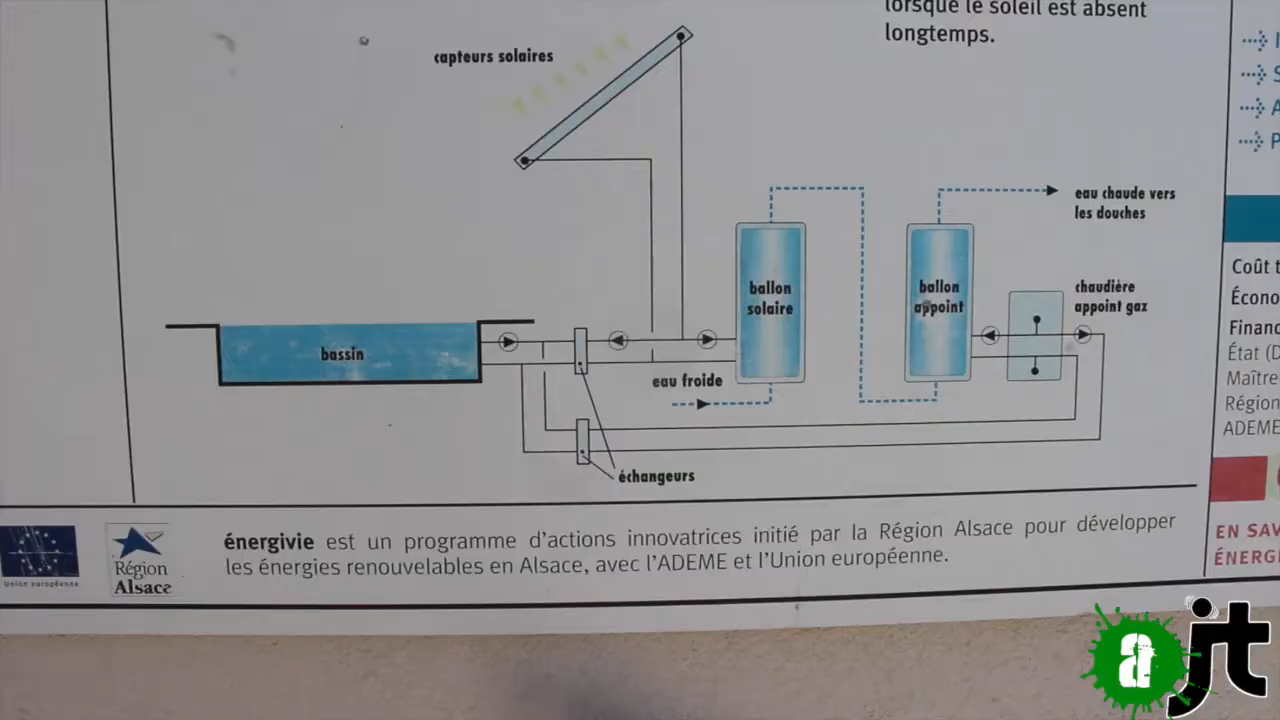 lorsque le soleil est absent
longtemps.
capteurs solaires
eau chaude vers
les douches
ballon
solaire
ballon
appoint
chaudière
appoint gaz
bassin
eau froide
échangeurs
énergivie est un programme d'actions innovatrices initié par la Région Alsace pour développer
les énergies renouvelables en Alsace, avec l'ADEME et l'Union européenne.
Union européenne
Région
Alsace
Coût
Écono
Financ
État (D
Maître
Région
ADEME
EN SAV
ÉNERGI
a
jt